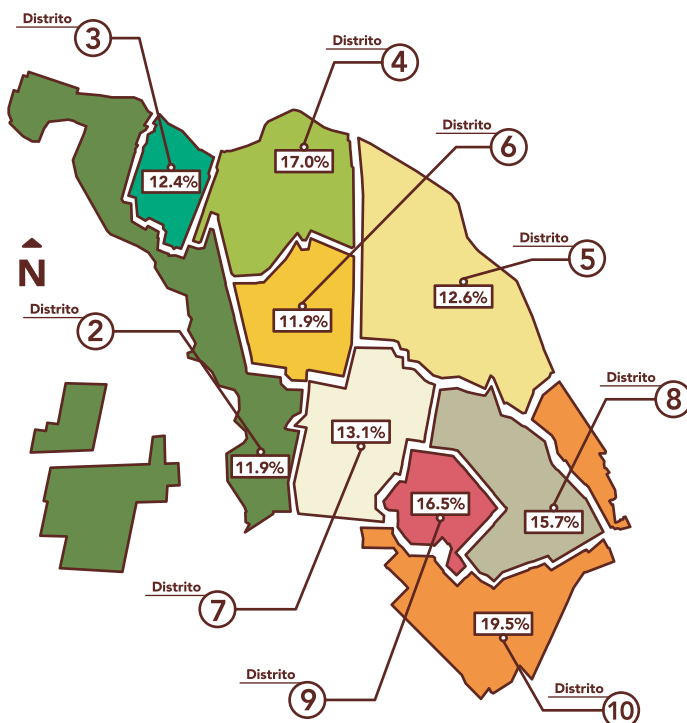 Distrito
3
Distrito
4
Distrito
6
17.0%
12.4%
N
Distrito
5
12.6%
Distrito
2
11.9%
Distrito
8
13.1%
11.9%
16.5%
15.7%
Distrito
7
19.5%
Distrito
9
Distrito
10